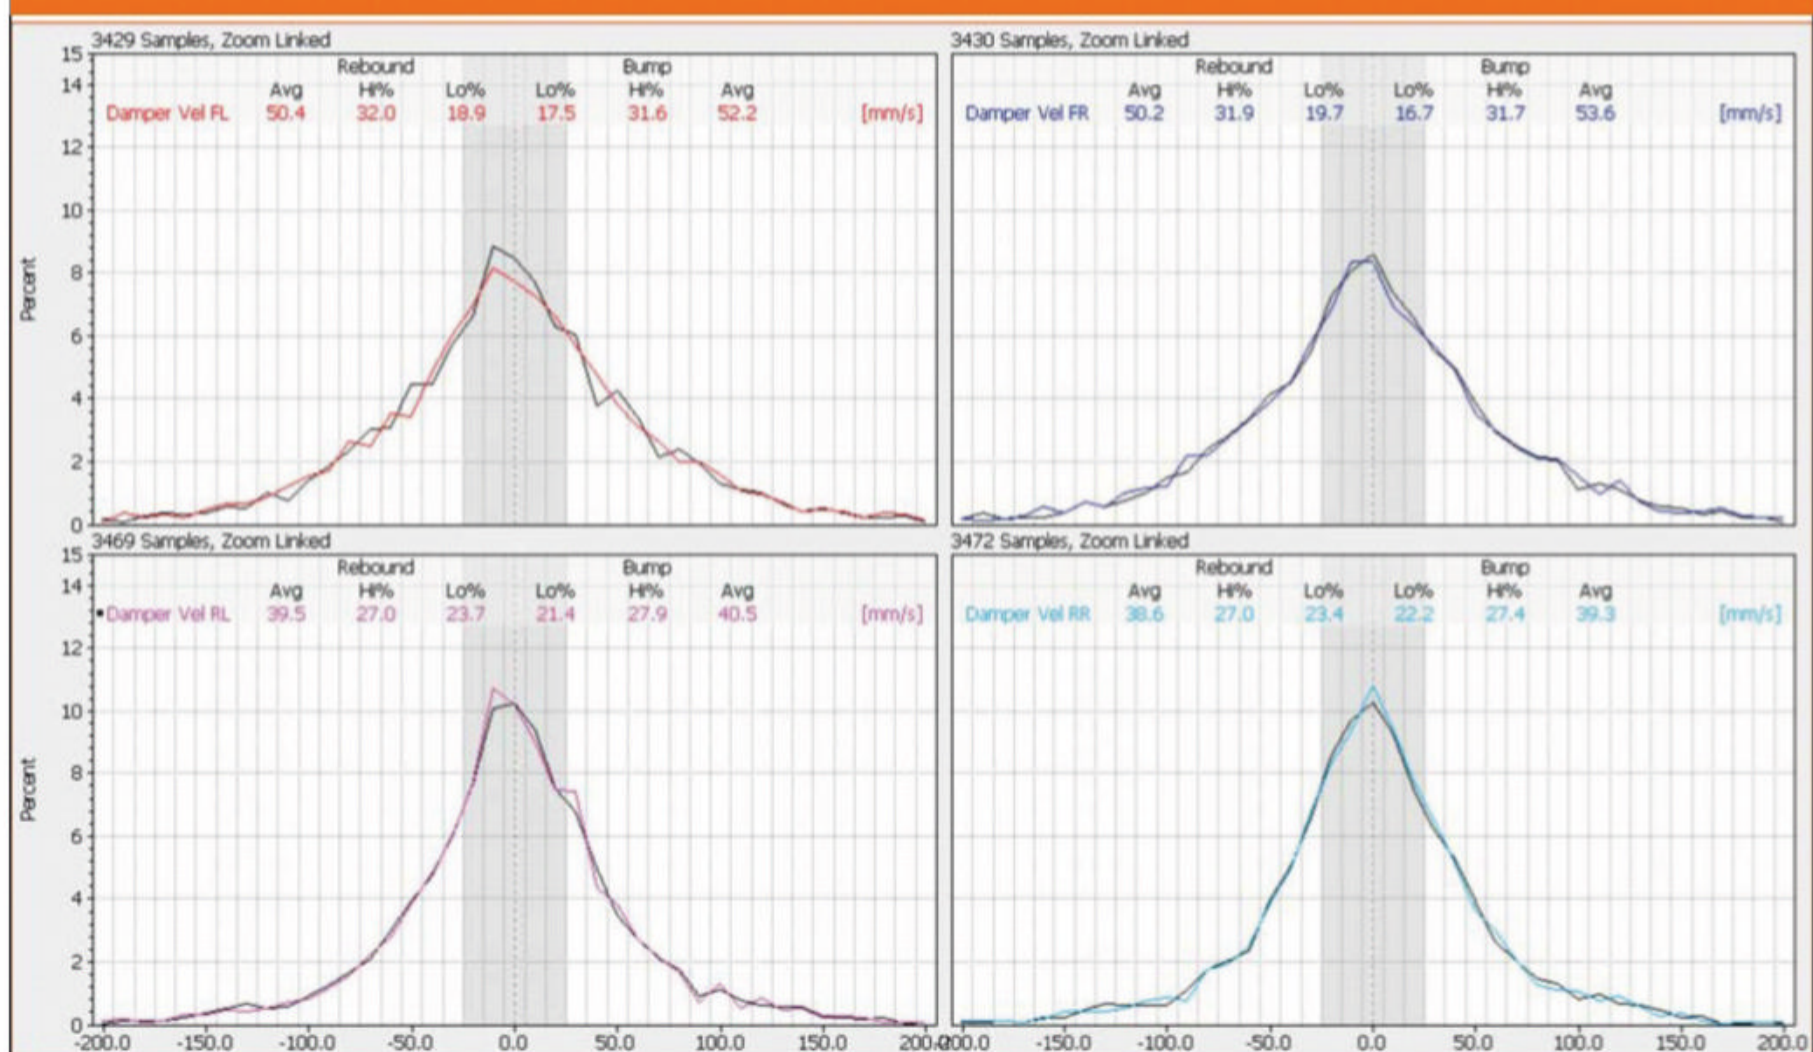 3429 Samples, Zoom Linked
Rebound Bump
Avg Hi% Lo% Lo% Hi% Avg
Damper Vel FL 50.4 32.0 18.9 17.5 31.6 52.2 [mm/s]
15
14
12
10
8
6
4
2
0
Percent
3430 Samples, Zoom Linked
Rebound Bump
Avg Hi% Lo% Lo% Hi% Avg
Damper Vel FR 50.2 31.9 19.7 16.7 31.7 53.6 [mm/s]
3469 Samples, Zoom Linked
Rebound Bump
Avg Hi% Lo% Lo% Hi% Avg
•Damper Vel RL 39.5 27.0 23.7 21.4 27.9 40.5 [mm/s]
15
14
12
10
8
6
4
2
0
Percent
-200.0 -150.0 -100.0 -50.0 0.0 50.0 100.0 150.0
3472 Samples, Zoom Linked
Rebound Bump
Avg Hi% Lo% Lo% Hi% Avg
Damper Vel RR 38.6 27.0 23.4 22.2 27.4 39.3 [mm/s]
-150.0 -100.0 -50.0 0.0 50.0 100.0 150.0 200.0